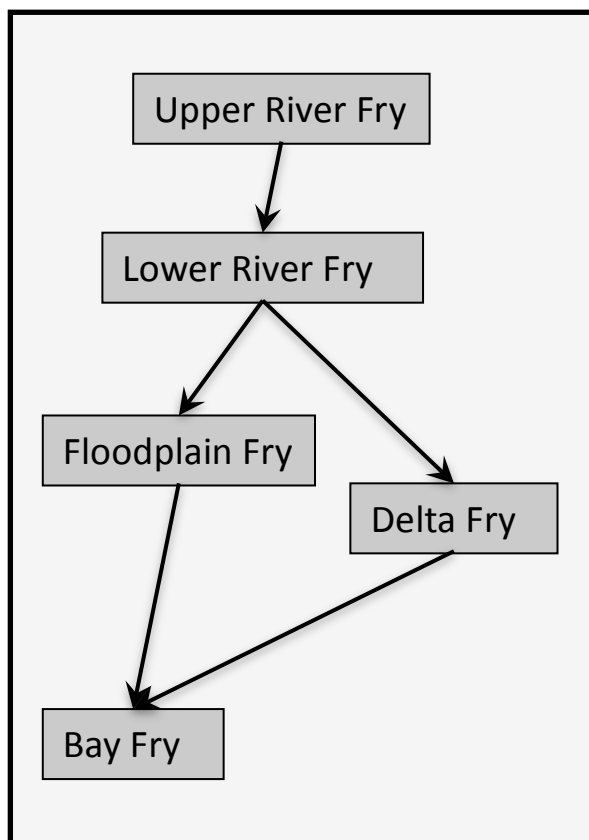 Upper River Fry
Lower River Fry
Floodplain Fry
Delta Fry
Bay Fry